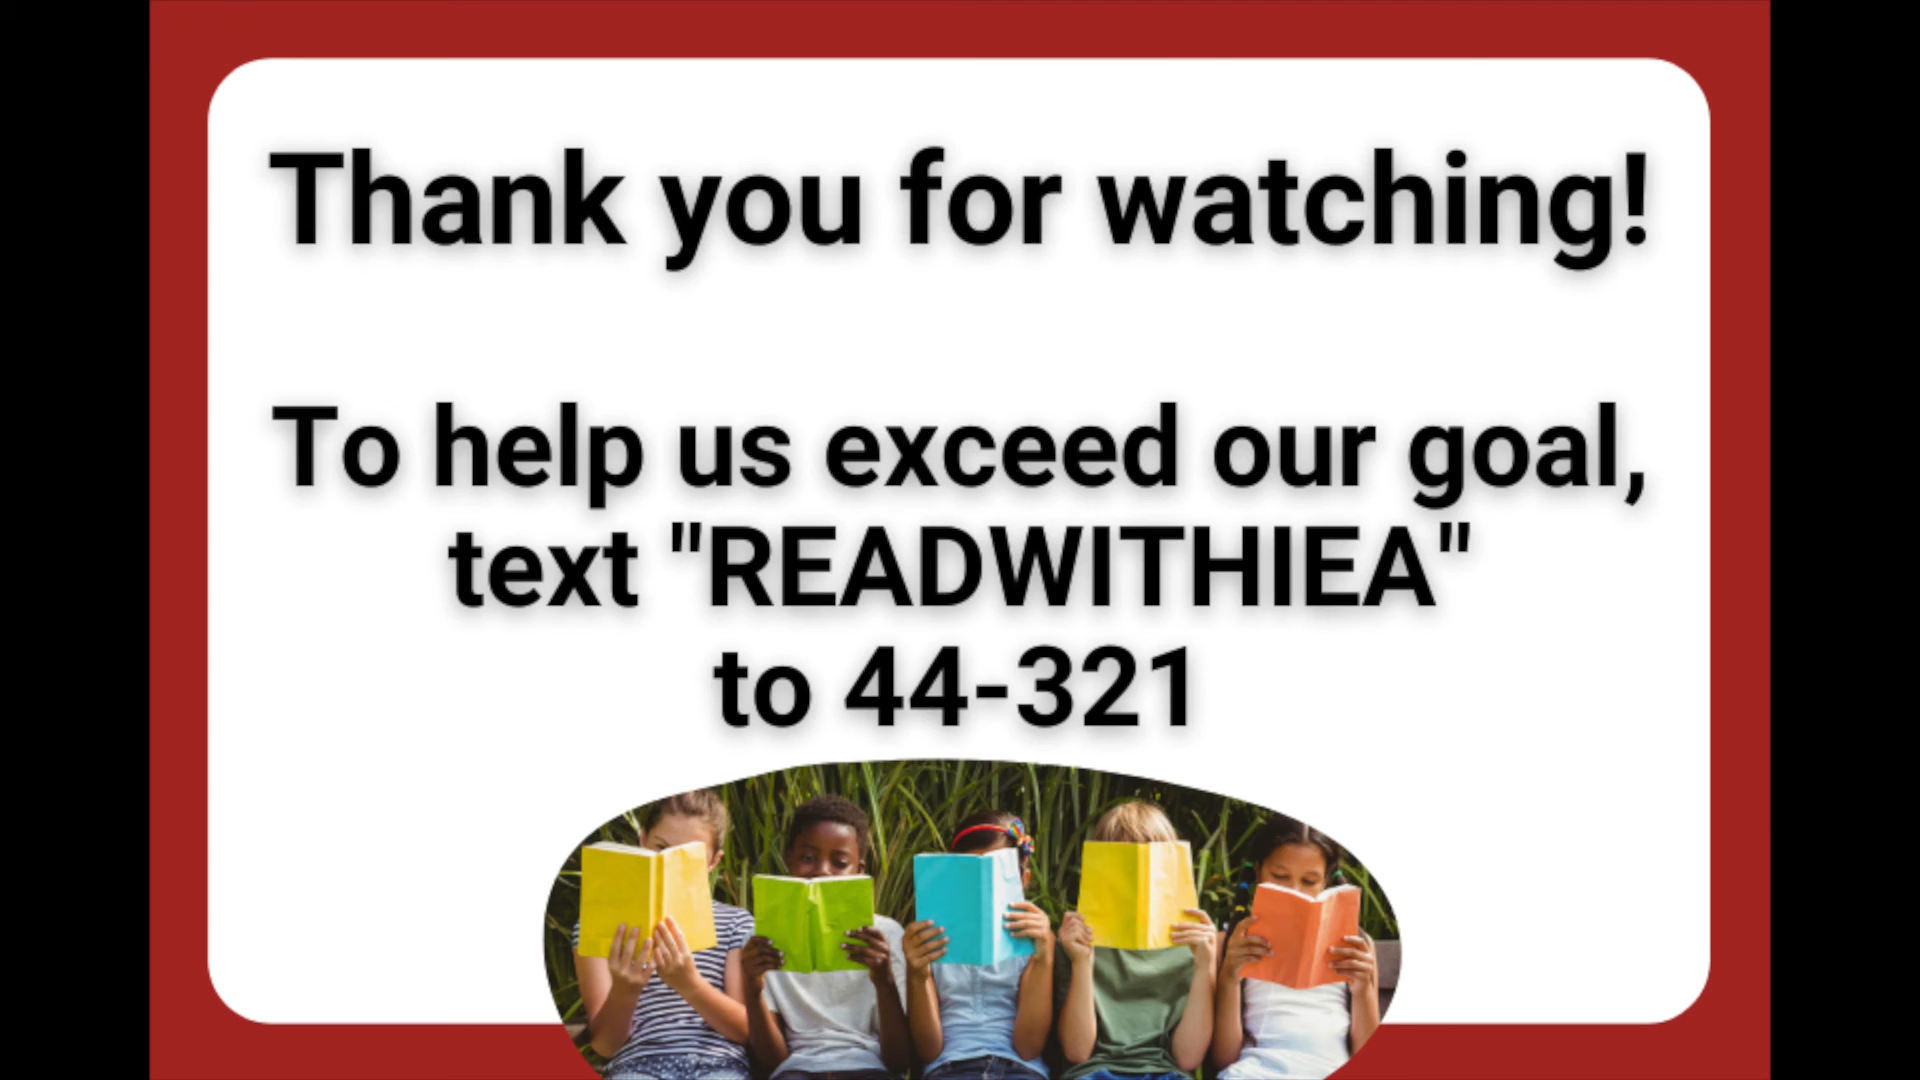 Thank you for watching!
To help us exceed our goal,
text "READWITHIEA"
to 44-321